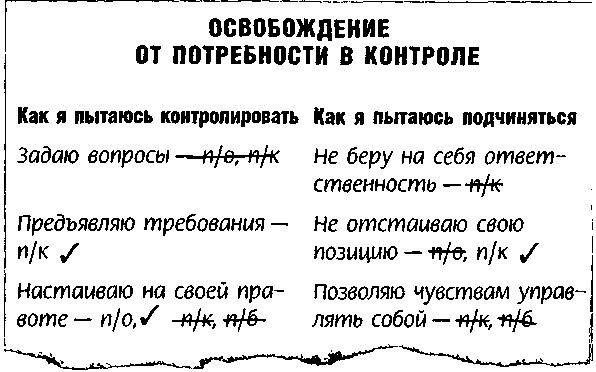 ОСВОБОЖДЕНИЕ
ОТ ПОТРЕБНОСТИ В КОНТРОЛЕ
Как я пытаюсь контролировать
Задаю вопросы — п/о, п/к
Предъявляю требования —
п/к ✓
Настаиваю на своей пра-
воте — п/о, ✓ п/к, п/б
Как я пытаюсь подчиняться
Не беру на себя ответ-
ственность — п/к
Не отстаиваю свою
позицию — п/о, п/к ✓
Позволяю чувствам управ-
лять собой — п/к, п/б